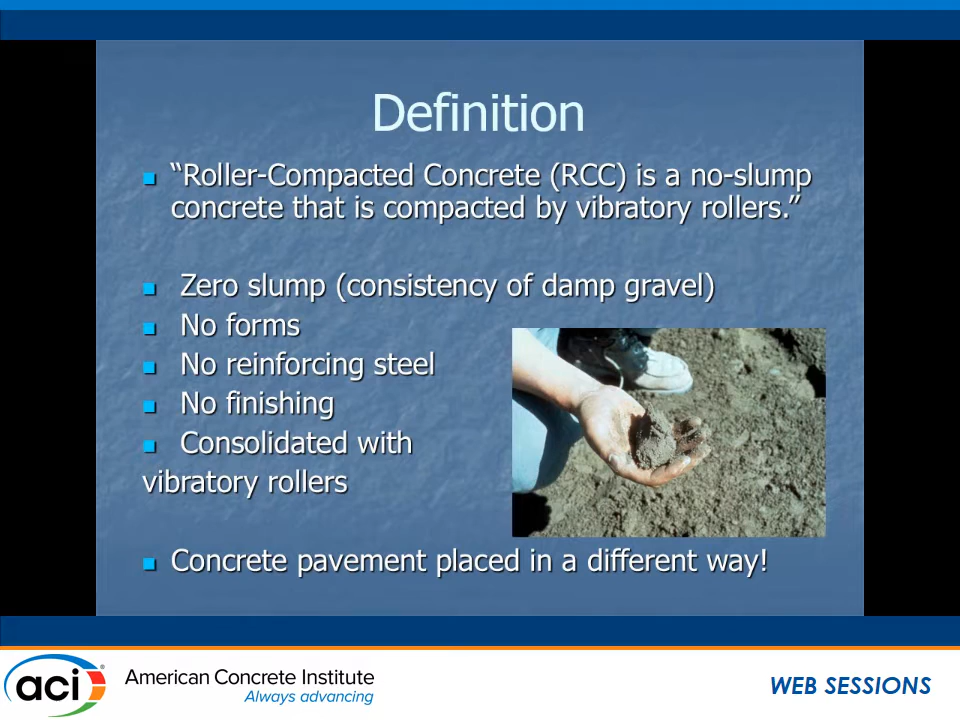 Definition
“Roller-Compacted Concrete (RCC) is a no-slump
concrete that is compacted by vibratory rollers.”
Zero slump (consistency of damp gravel)
No forms
No reinforcing steel
No finishing
Consolidated with
vibratory rollers
Concrete pavement placed in a different way!
aci®
American Concrete Institute
Always advancing
WEB SESSIONS